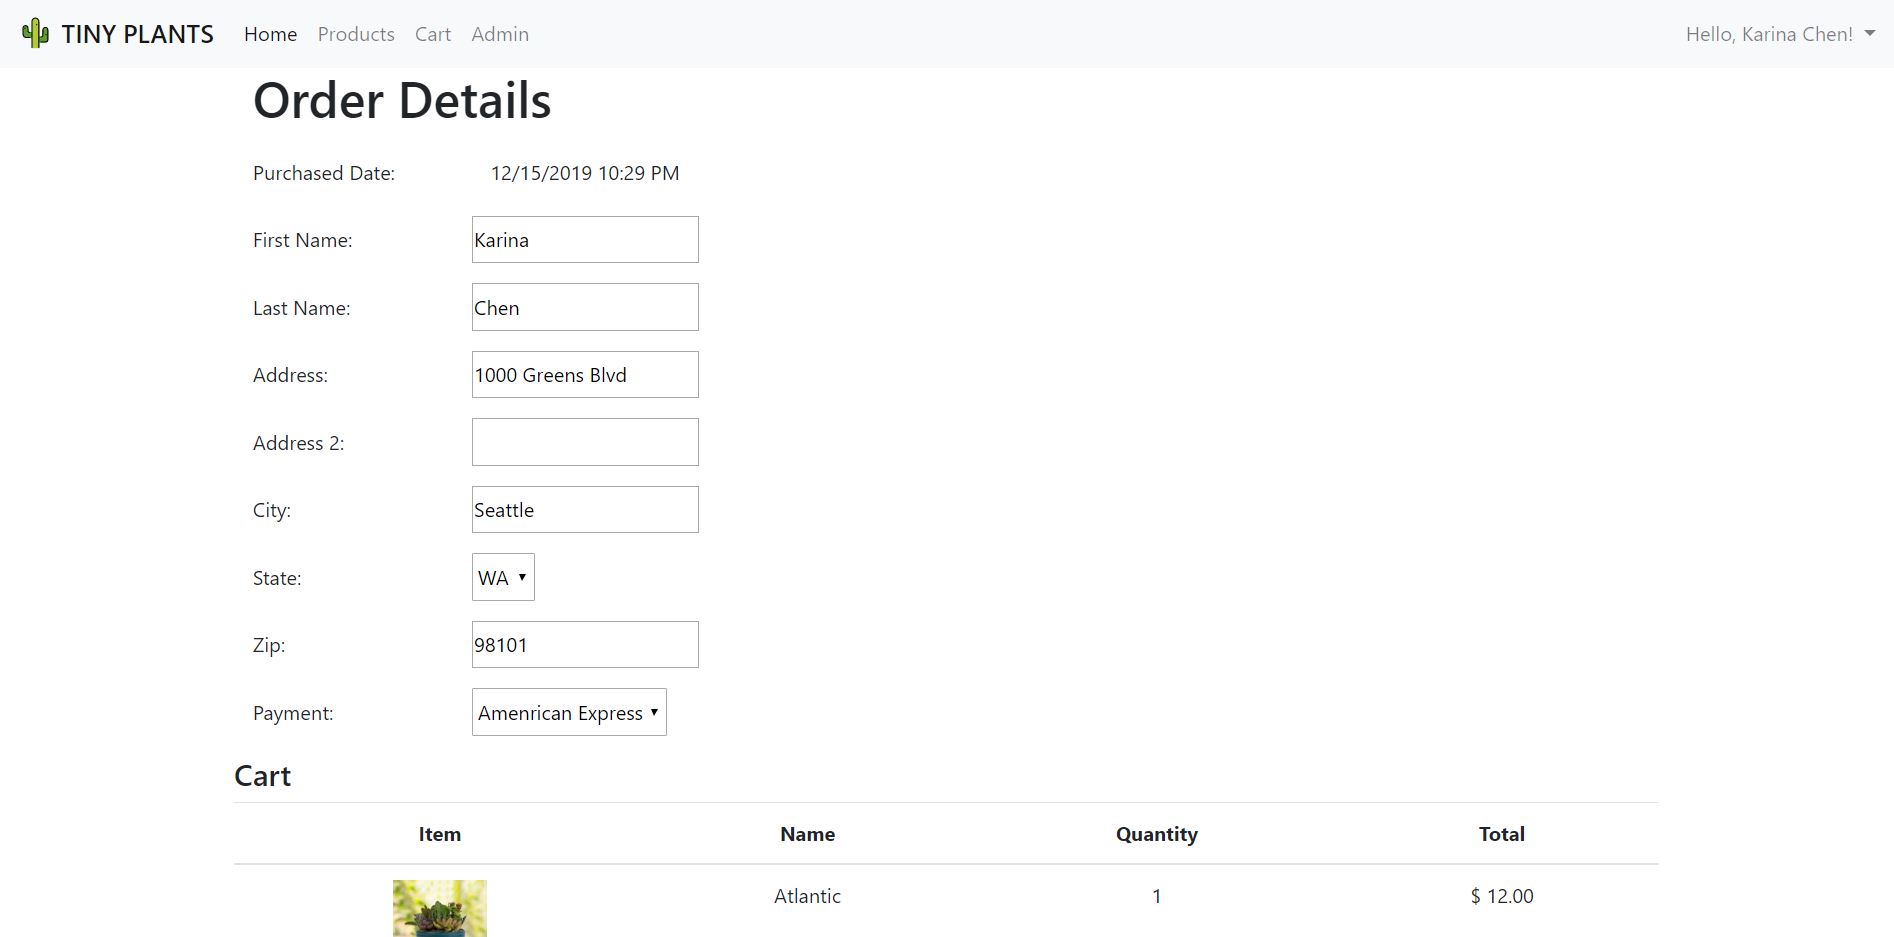 TINY PLANTS Home Products Cart Admin Hello, Karina Chen!
Order Details
Purchased Date: 12/15/2019 10:29 PM
First Name: Karina
Last Name: Chen
Address: 1000 Greens Blvd
Address 2:
City: Seattle
State: WA
Zip: 98101
Payment: Amenrican Express
Cart
Item Name Quantity Total
Atlantic 1 $ 12.00